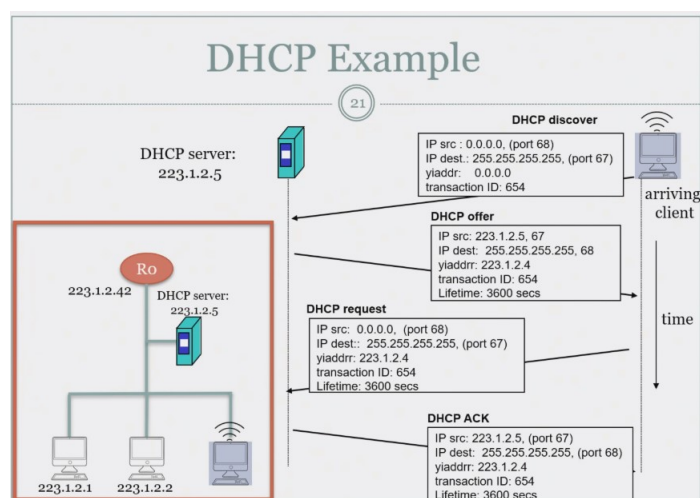 DHCP Example
21
DHCP server:
223.1.2.5
DHCP discover
IP src : 0.0.0.0, (port 68)
IP dest.: 255.255.255.255, (port 67)
yiaddr: 0.0.0.0
transaction ID: 654
arriving
client
DHCP offer
IP src: 223.1.2.5, 67
IP dest: 255.255.255.255, 68
yiaddrr: 223.1.2.4
transaction ID: 654
Lifetime: 3600 secs
time
DHCP request
IP src: 0.0.0.0, (port 68)
IP dest:: 255.255.255.255, (port 67)
yiaddrr: 223.1.2.4
transaction ID: 654
Lifetime: 3600 secs
DHCP ACK
IP src: 223.1.2.5, (port 67)
IP dest: 255.255.255.255, (port 68)
yiaddrr: 223.1.2.4
transaction ID: 654
Lifetime: 3600 secs
R0
223.1.2.42
DHCP server:
223.1.2.5
223.1.2.1
223.1.2.2